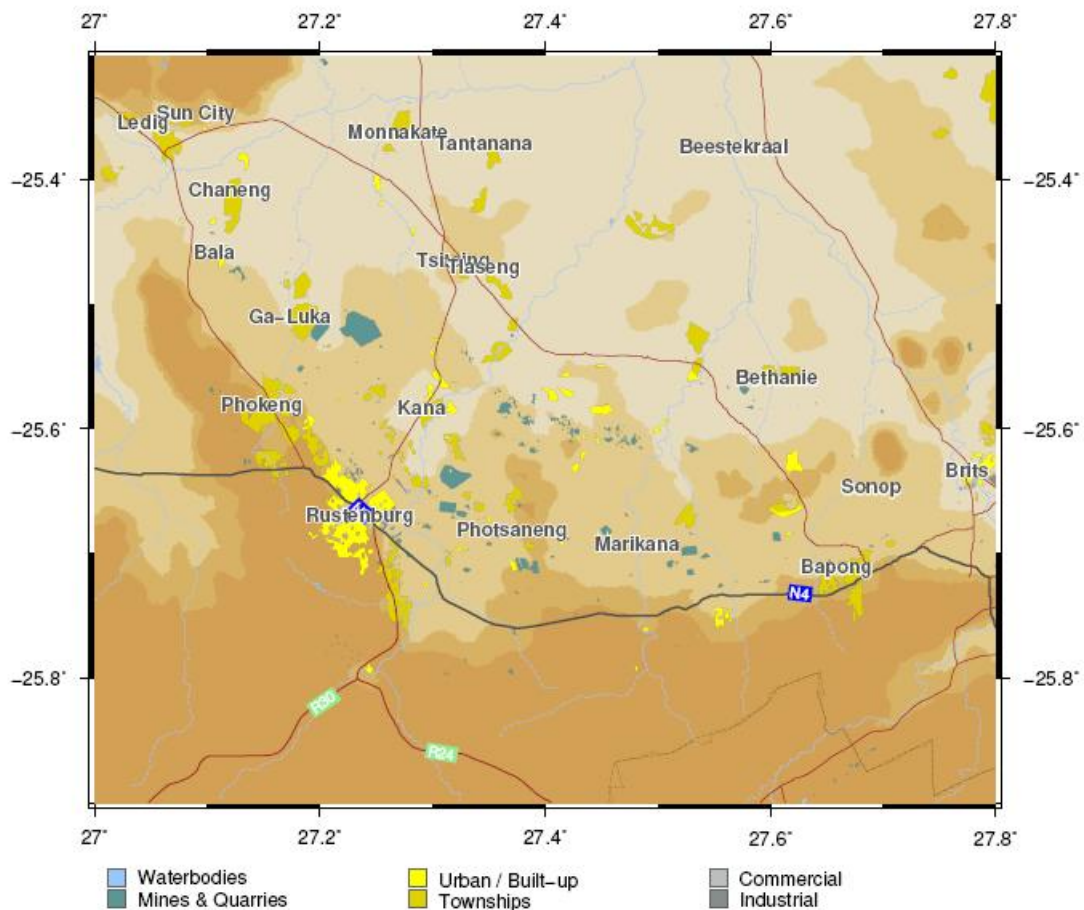 27° 27.2° 27.4° 27.6° 27.8°
Sun City
Ledig
Monnakate
Tantanana
Beestekraal
−25.4° −25.4°
Chaneng
Bala
Tsitsing
Tlaseng
Ga−Luka
Bethanie
Phokeng
Kana
−25.6° −25.6°
Brits
Sonop
Rustenburg
Photsaneng
Marikana
Bapong
N4
−25.8° −25.8°
R30
R24
27° 27.2° 27.4° 27.6° 27.8°
Waterbodies Urban / Built−up Commercial
Mines & Quarries Townships Industrial